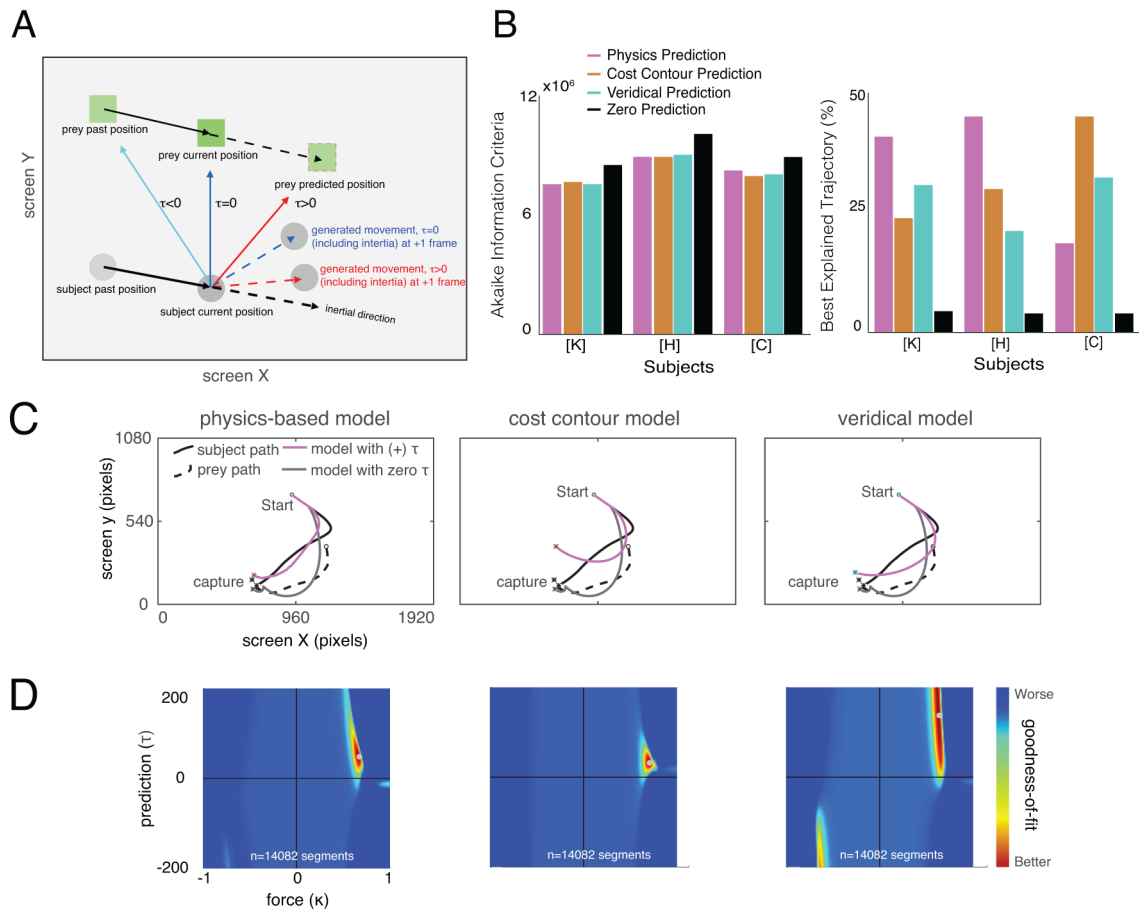 A
prey past position
prey current position
prey predicted position
τ<0
τ=0
τ>0
generated movement, τ=0
(including intertia) at +1 frame
generated movement, τ>0
(including intertia) at +1 frame
subject past position
subject current position
inertial direction
screen Y
screen X
B
Physics Prediction
Cost Contour Prediction
Veridical Prediction
Zero Prediction
x10⁶
12
6
0
Akaike Information Criteria
[K]
[H]
[C]
Subjects
50
25
0
Best Explained Trajectory (%)
[K]
[H]
[C]
Subjects
C
physics-based model
cost contour model
veridical model
subject path
prey path
model with (+) τ
model with zero τ
Start
capture
1080
540
0
screen y (pixels)
0
960
1920
screen X (pixels)
Start
capture
Start
capture
D
200
0
-200
prediction (τ)
n=14082 segments
-1
0
1
force (κ)
n=14082 segments
n=14082 segments
Worse
goodness-of-fit
Better